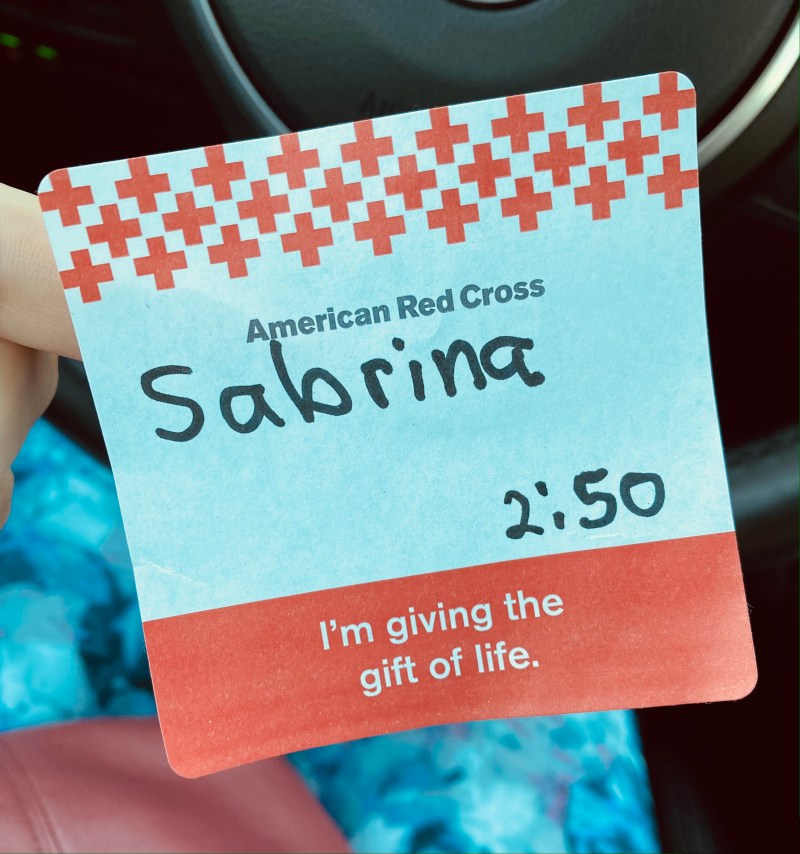 American Red Cross
Sabrina
2:50
I'm giving the
gift of life.